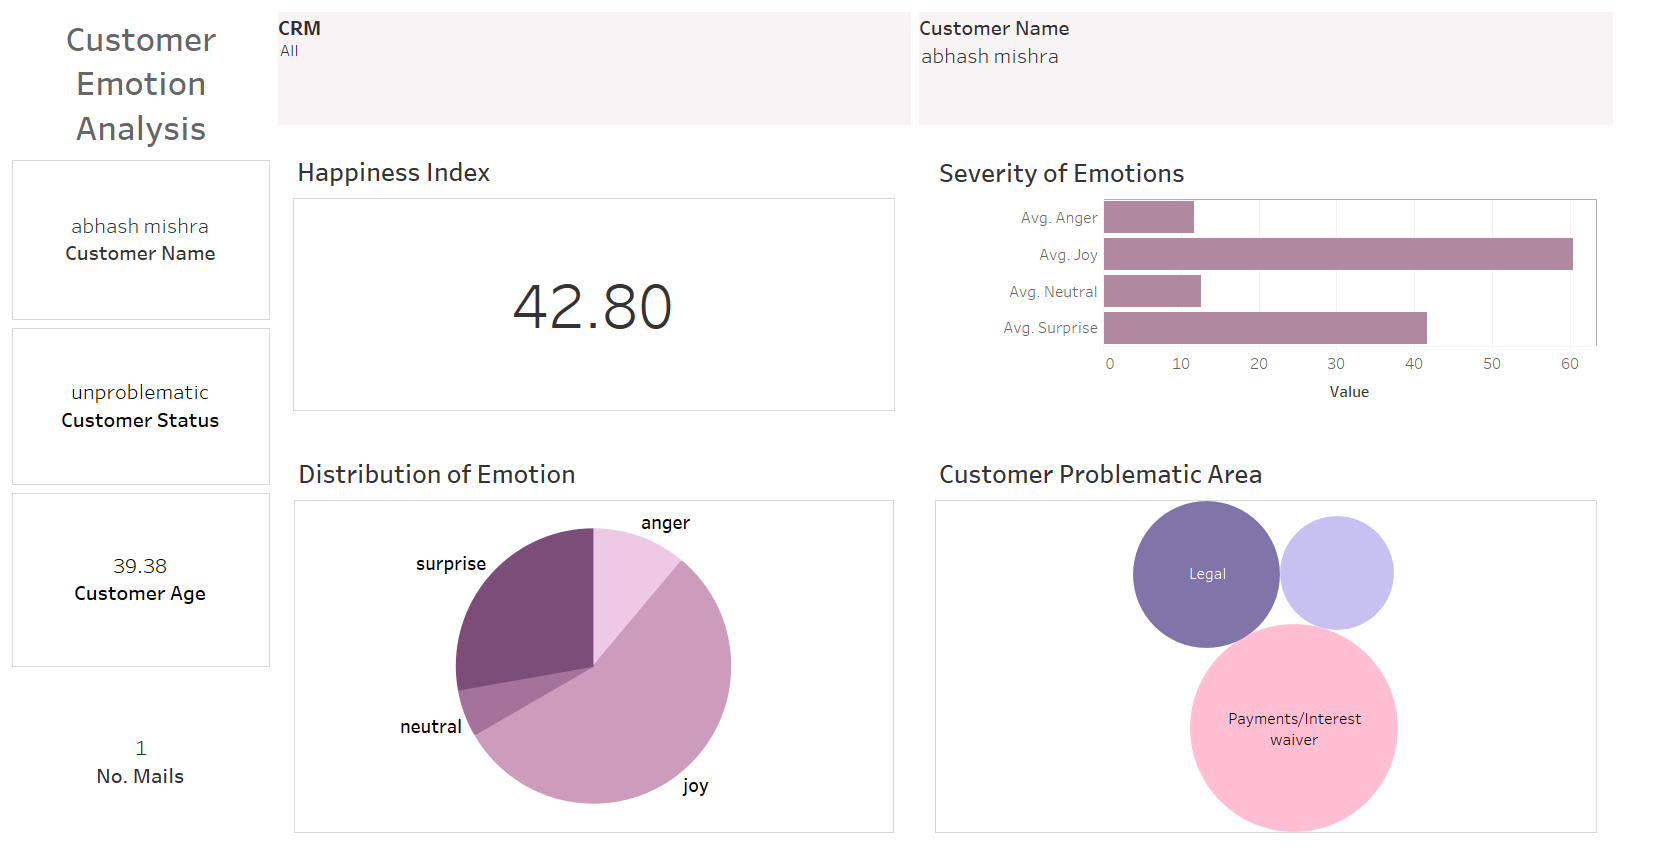 Customer
Emotion
Analysis
CRM
All
Customer Name
abhash mishra
abhash mishra
Customer Name
unproblematic
Customer Status
39.38
Customer Age
1
No. Mails
Happiness Index
42.80
Severity of Emotions
Avg. Anger
Avg. Joy
Avg. Neutral
Avg. Surprise
0 10 20 30 40 50 60
Value
Distribution of Emotion
anger
surprise
neutral
joy
Customer Problematic Area
Legal
Payments/Interest
waiver